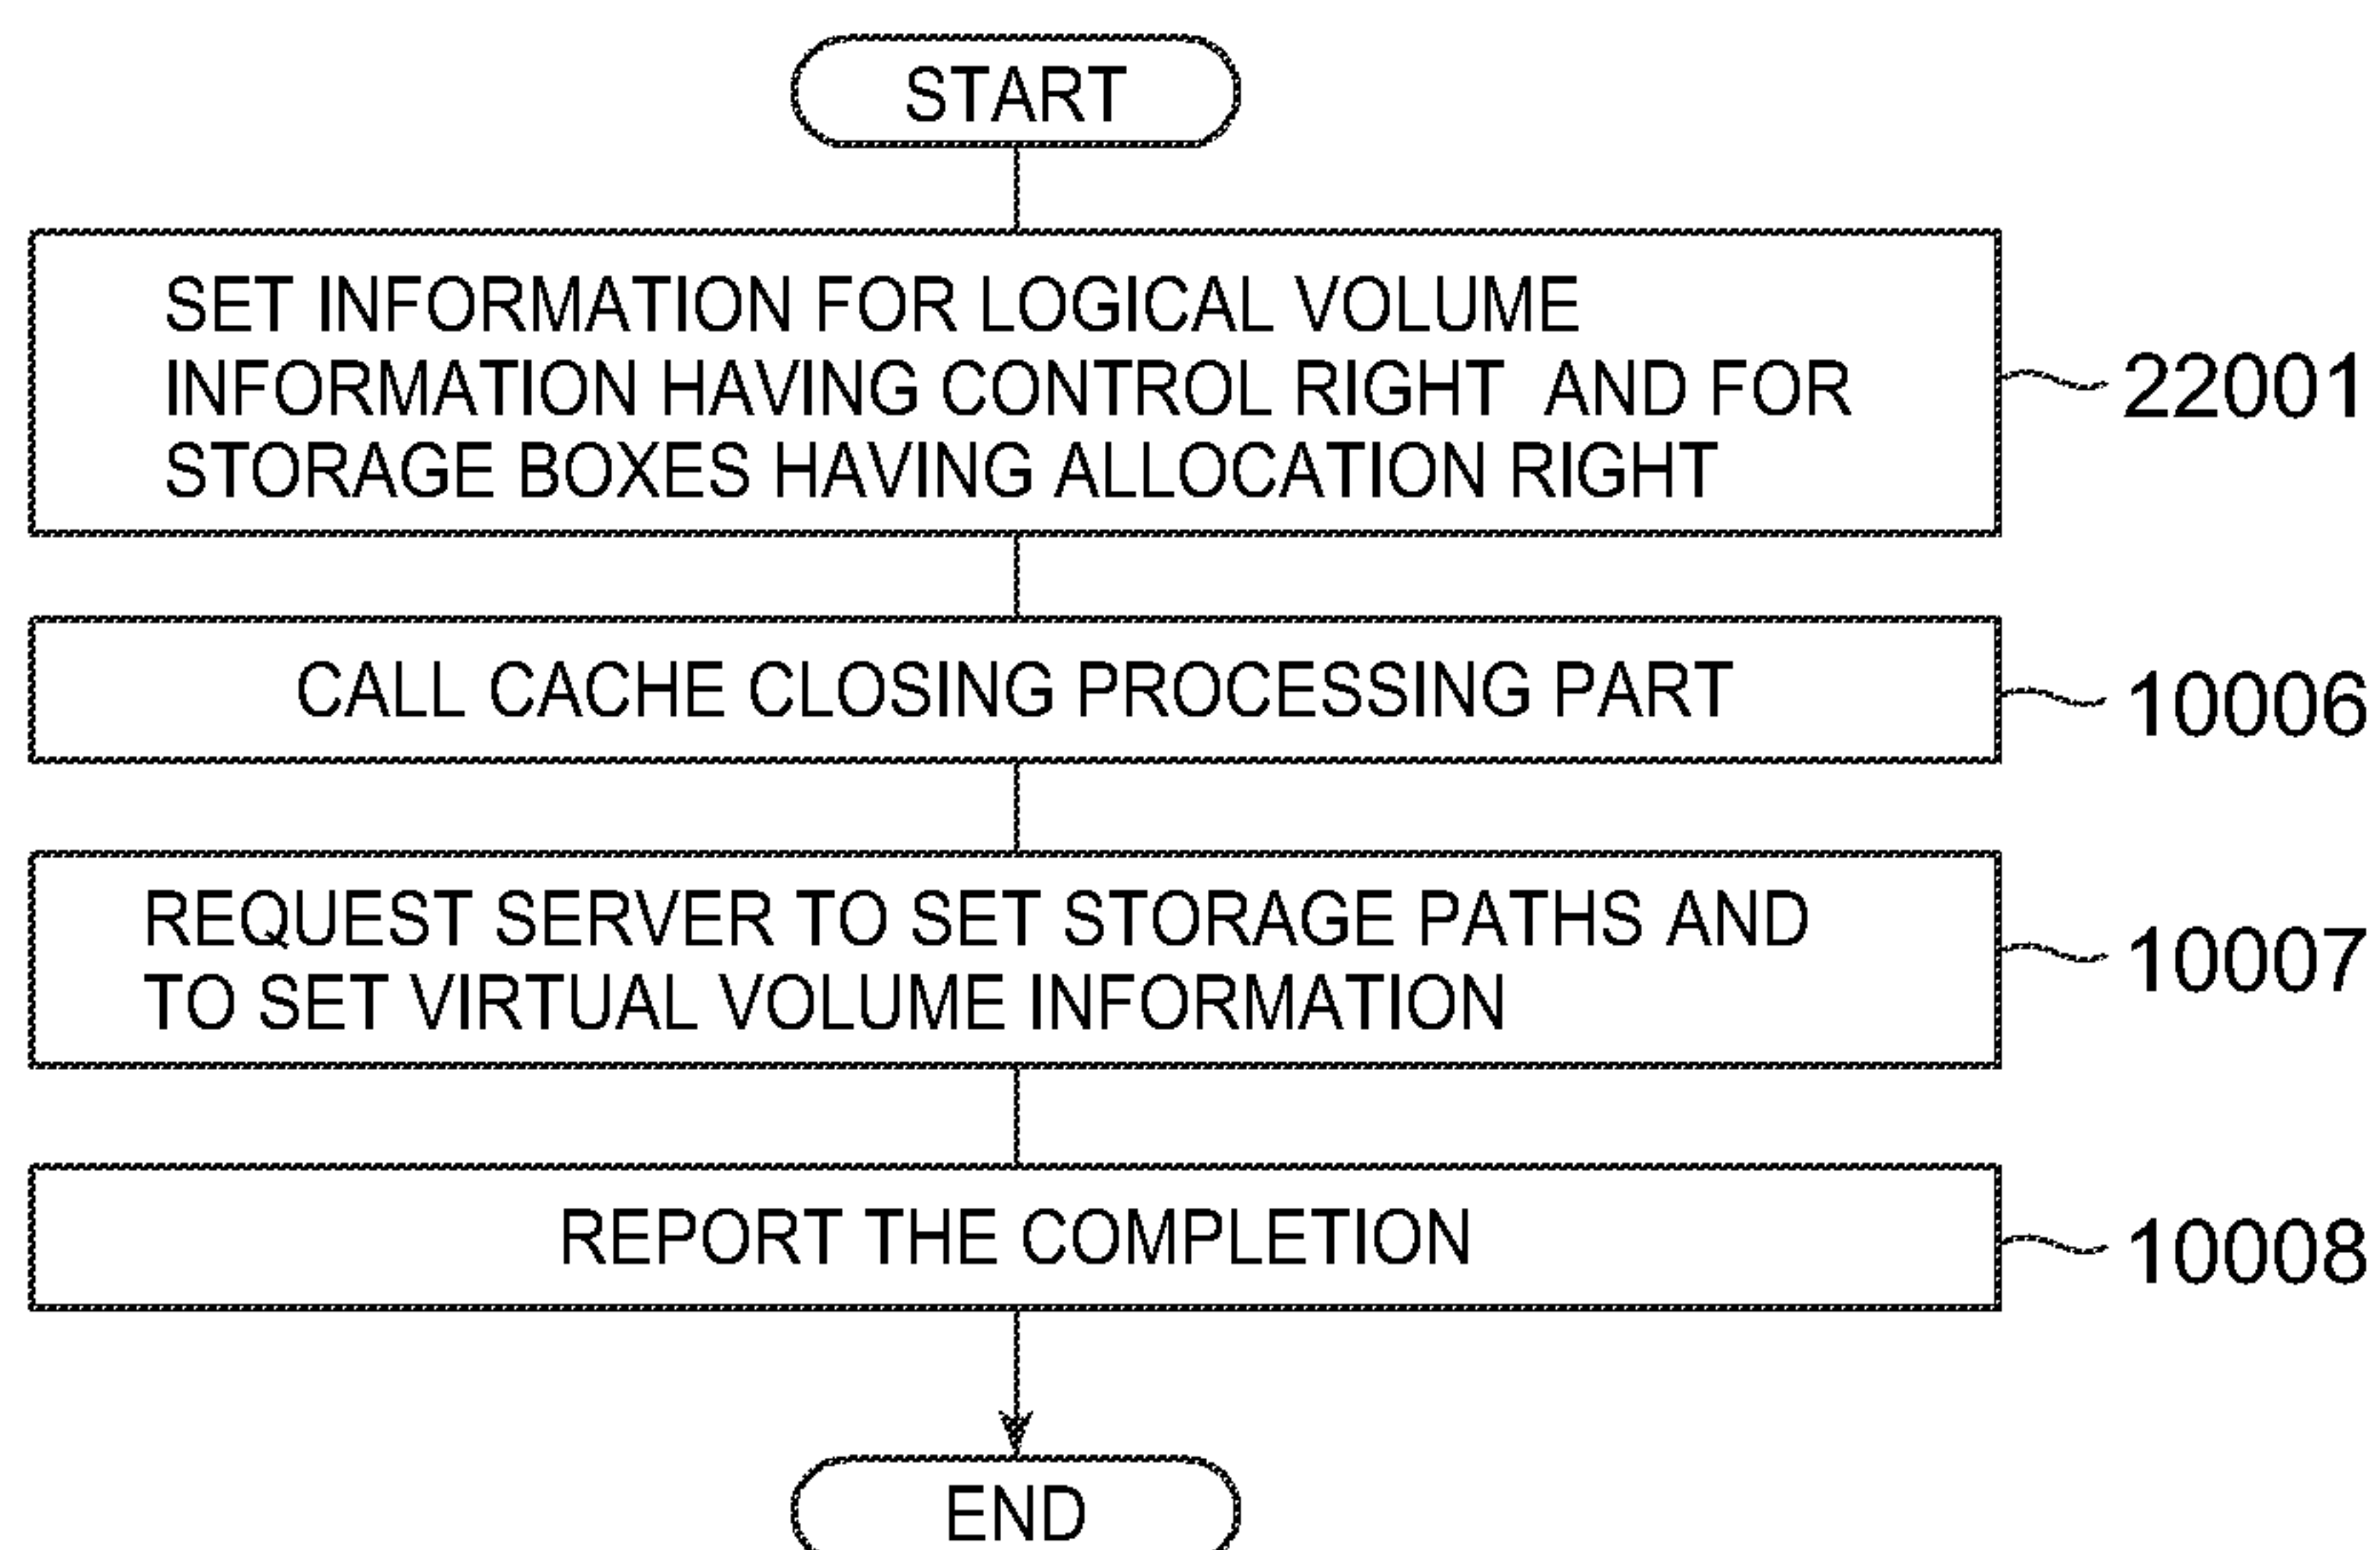 START
SET INFORMATION FOR LOGICAL VOLUME
INFORMATION HAVING CONTROL RIGHT AND FOR
STORAGE BOXES HAVING ALLOCATION RIGHT
22001
CALL CACHE CLOSING PROCESSING PART
10006
REQUEST SERVER TO SET STORAGE PATHS AND
TO SET VIRTUAL VOLUME INFORMATION
10007
REPORT THE COMPLETION
10008
END